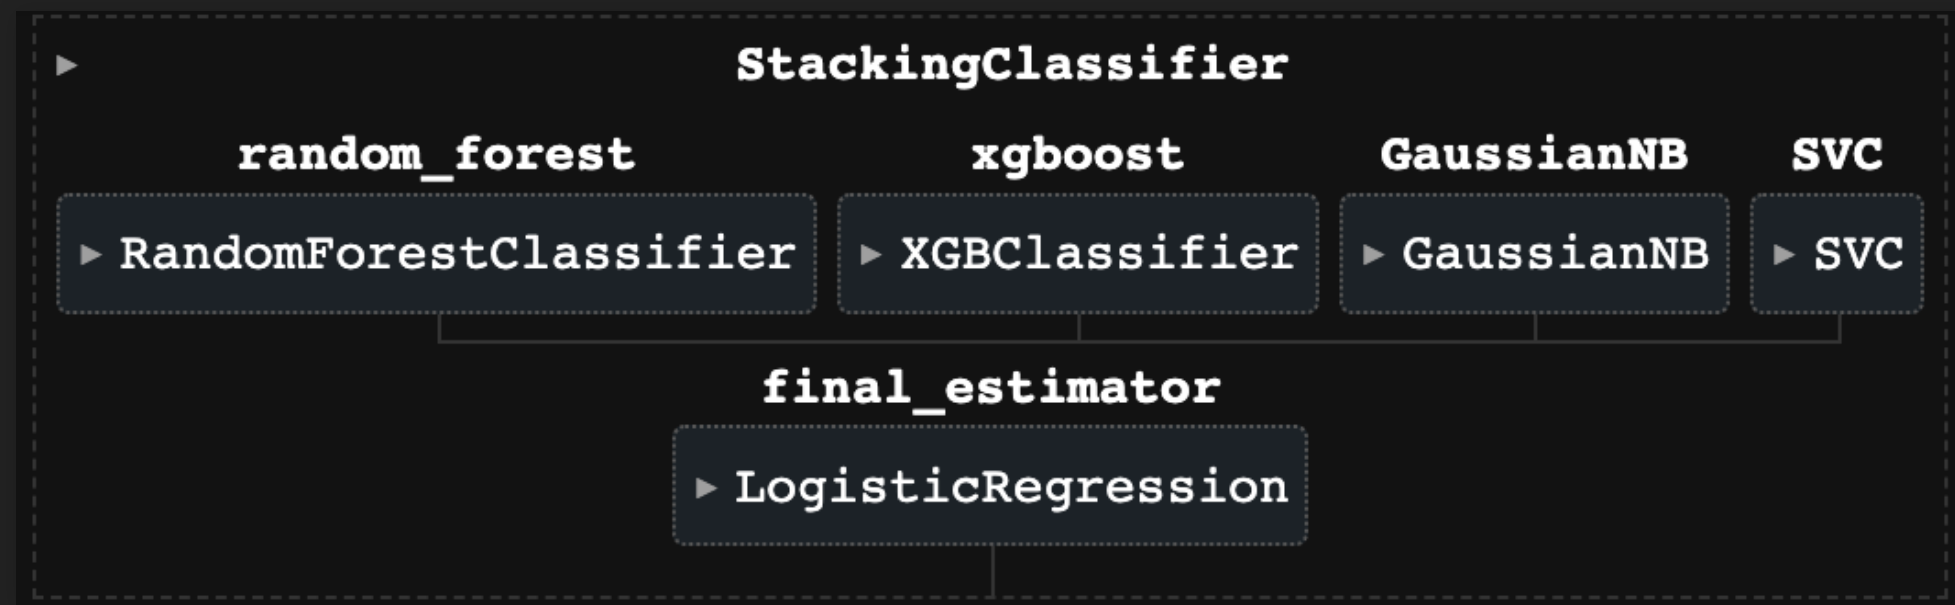 StackingClassifier
random_forest xgboost GaussianNB SVC
RandomForestClassifier XGBClassifier GaussianNB SVC
final_estimator
LogisticRegression